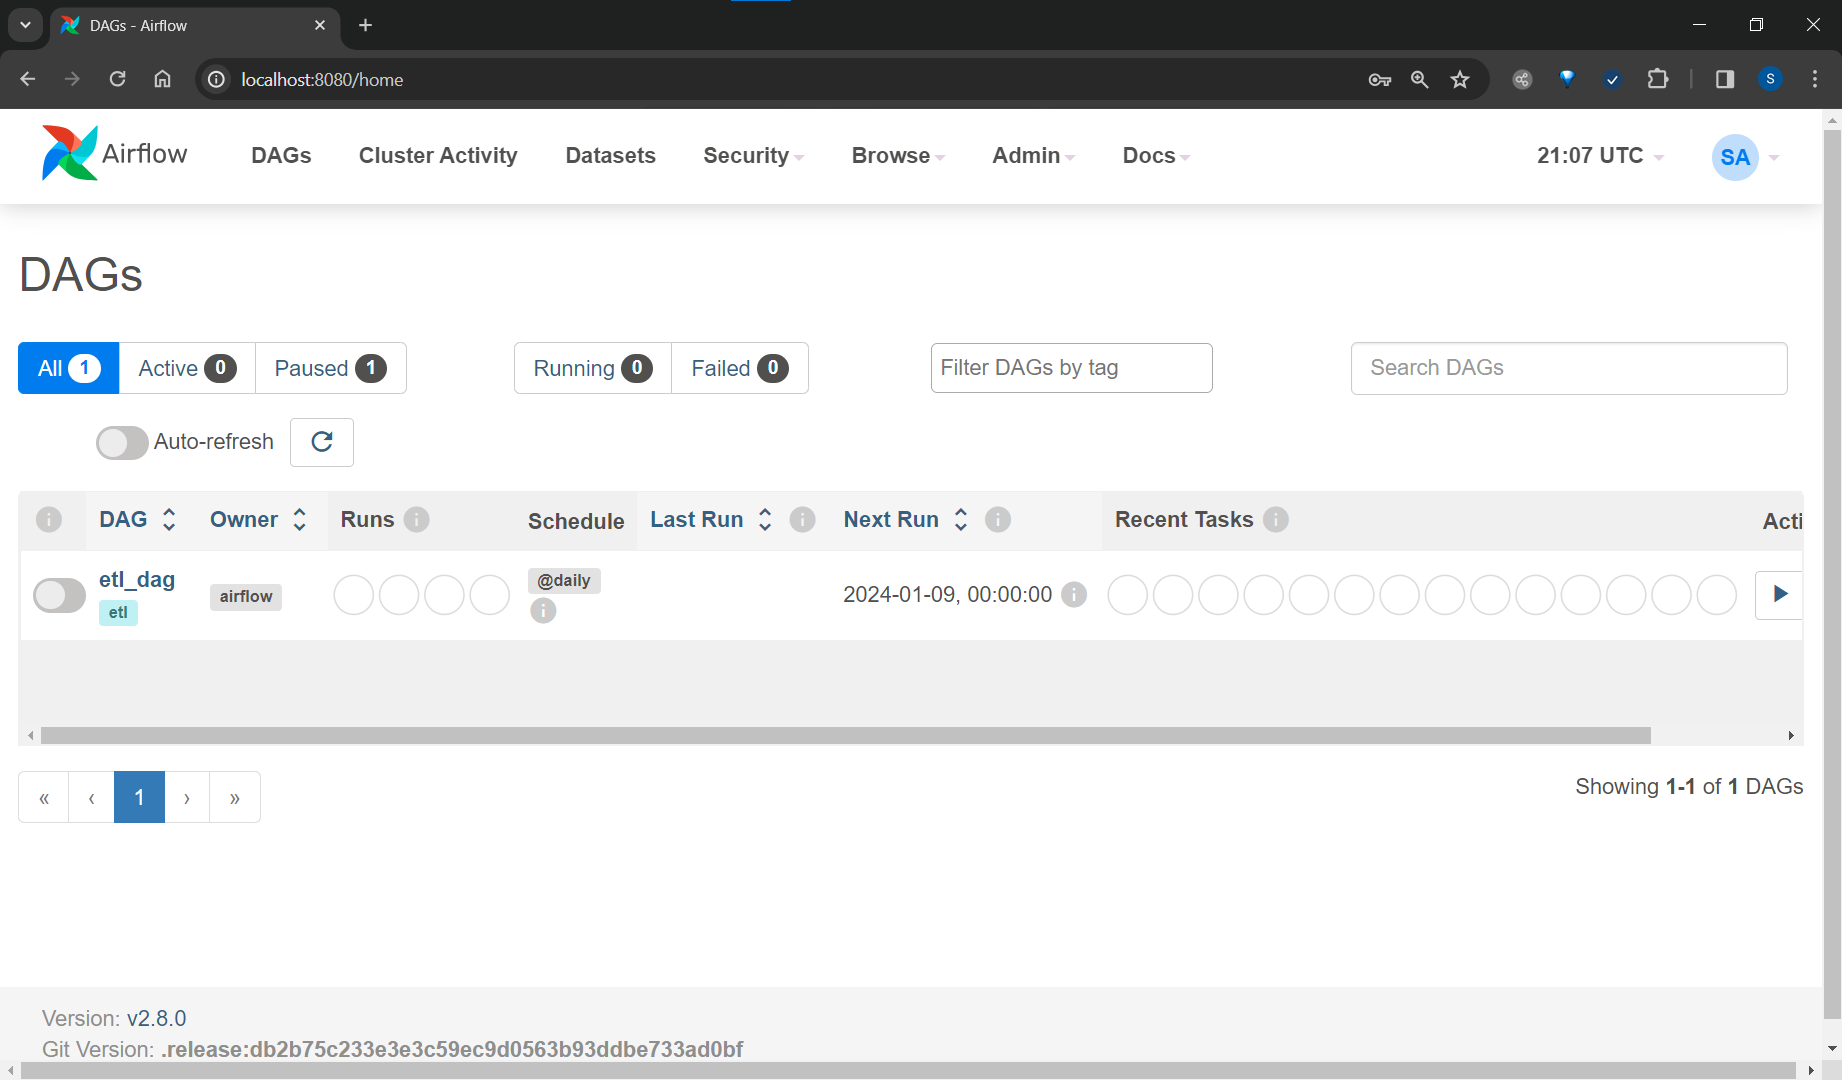 DAGs - Airflow
localhost:8080/home
S
Airflow DAGs Cluster Activity Datasets Security Browse Admin Docs 21:07 UTC SA
DAGs
All 1 Active 0 Paused 1 Running 0 Failed 0 Filter DAGs by tag Search DAGs
Auto-refresh
i DAG Owner Runs i Schedule Last Run i Next Run i Recent Tasks i Acti
etl_dag airflow @daily 2024-01-09, 00:00:00 i
etl i
« ‹ 1 › »
Showing 1-1 of 1 DAGs
Version: v2.8.0
Git Version: .release:db2b75c233e3e3c59ec9d0563b93ddbe733ad0bf